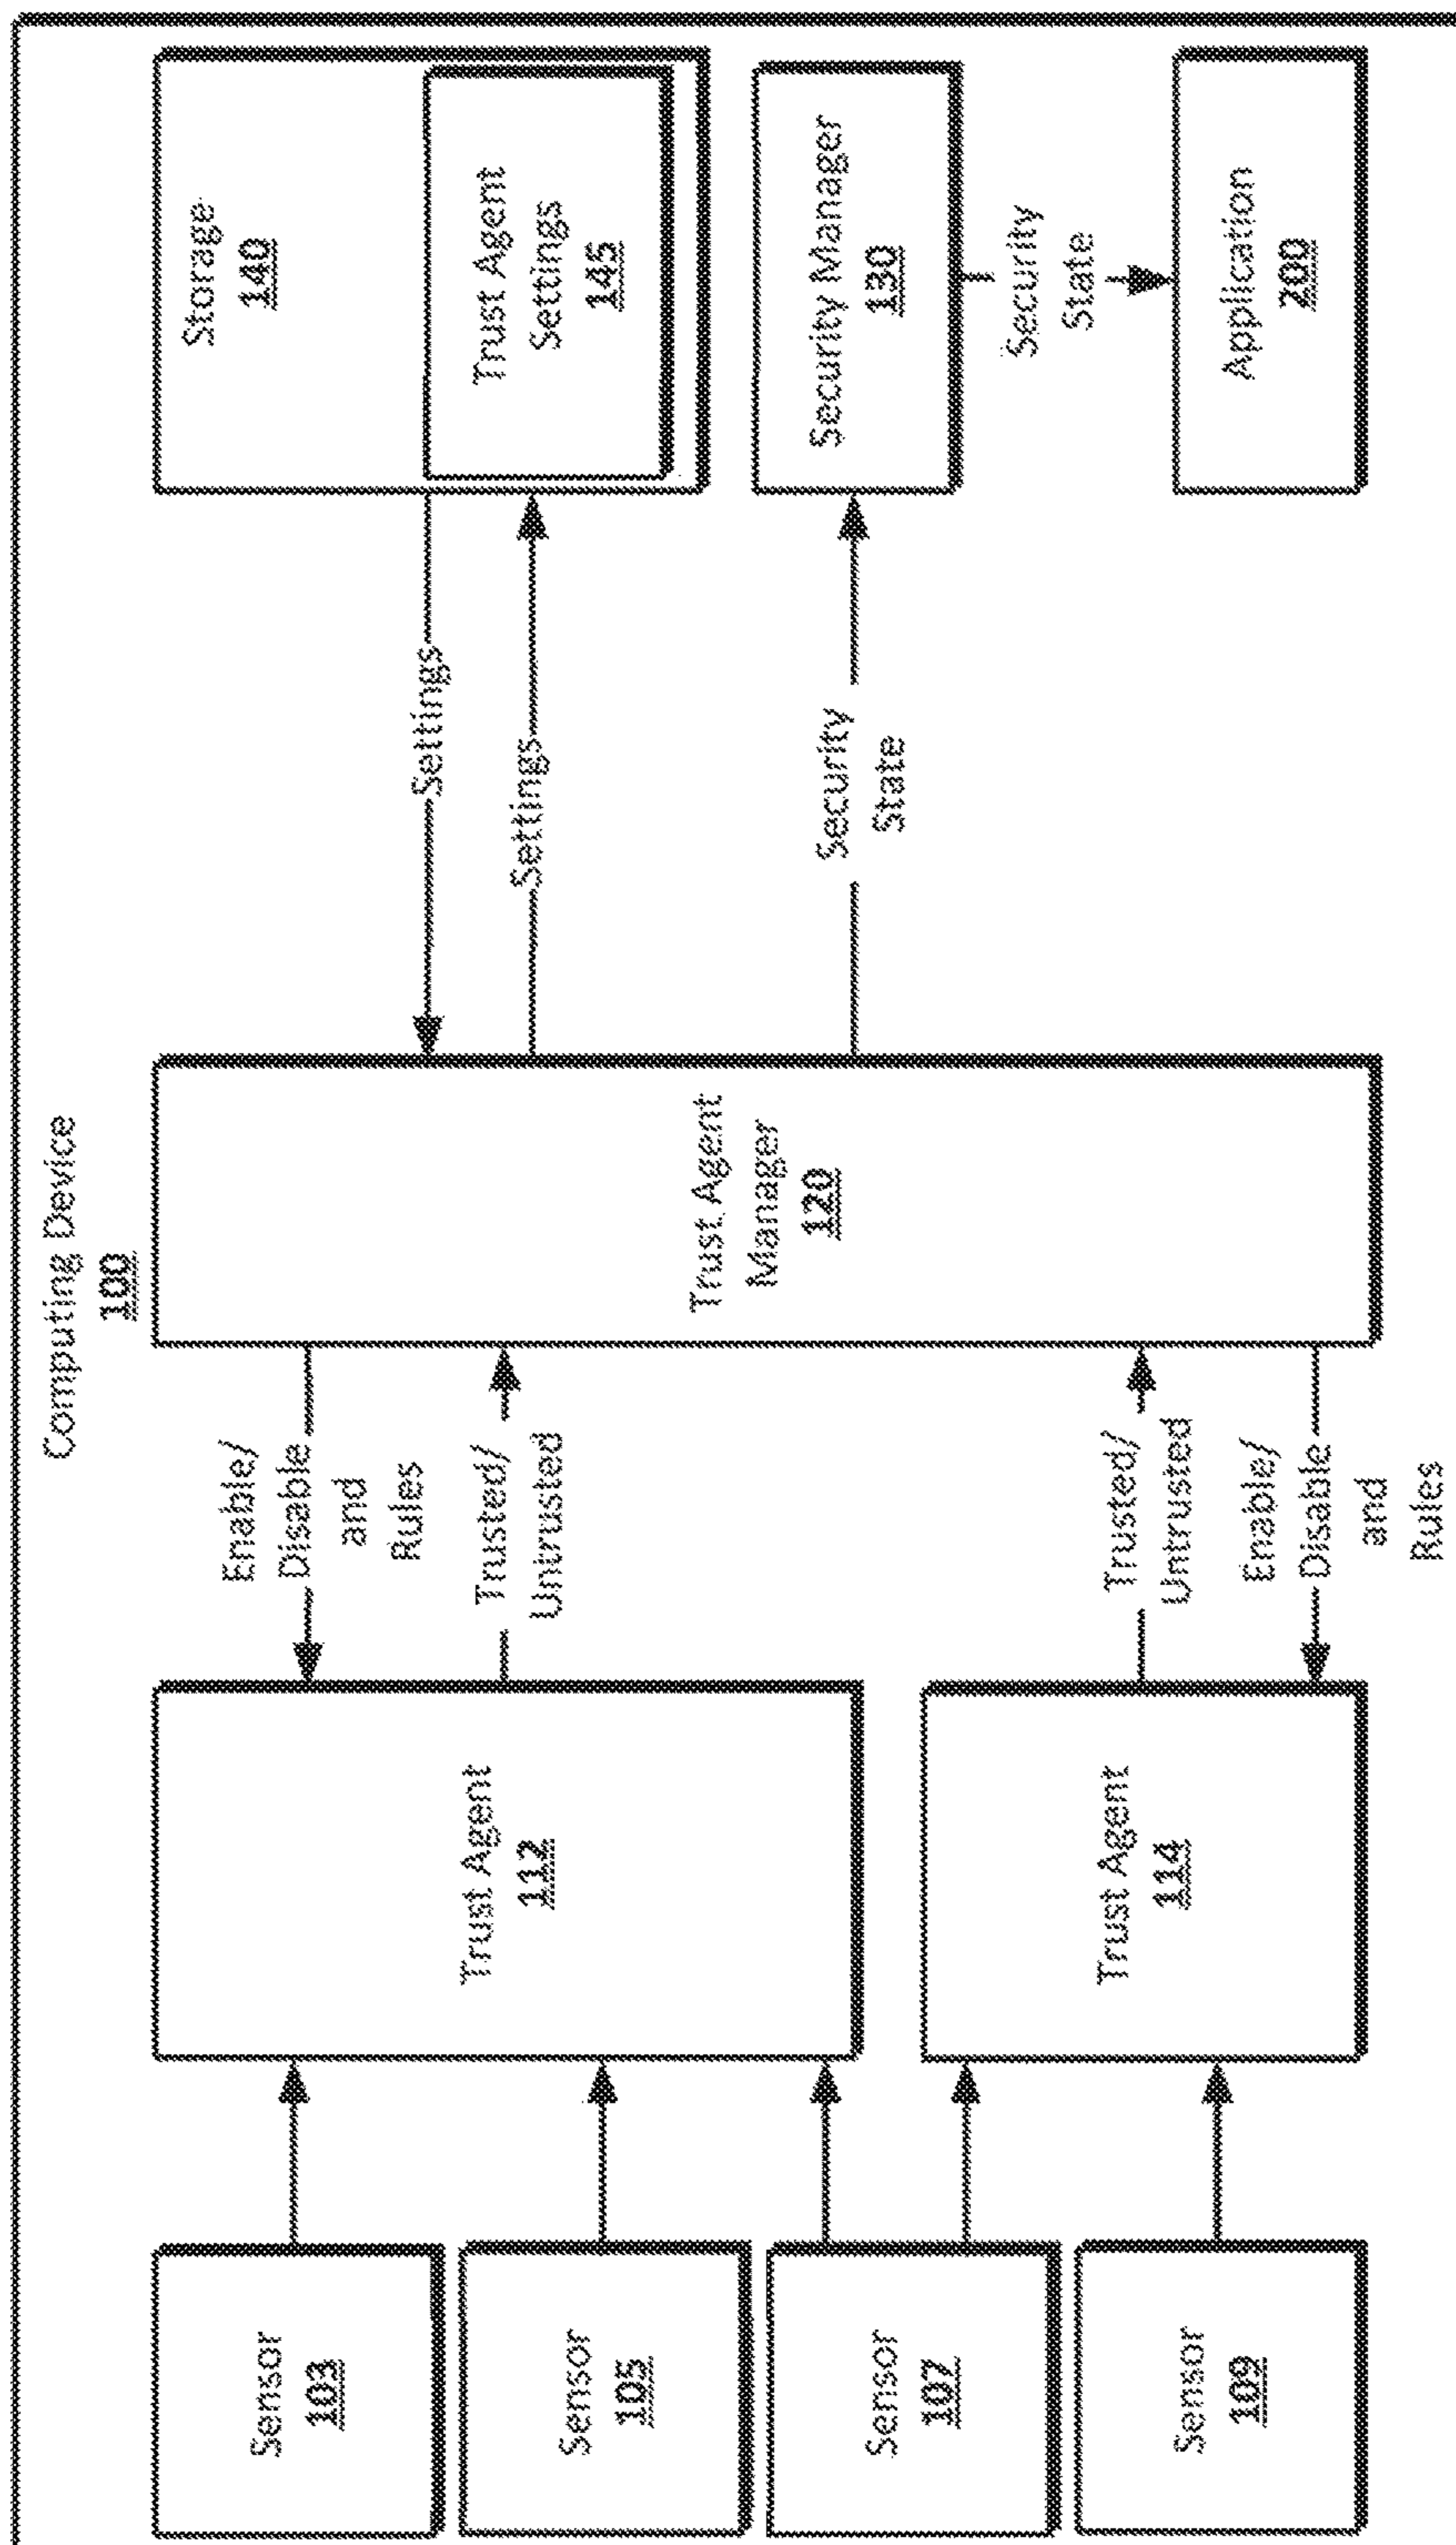 Computing Device
100
Sensor
103
Sensor
105
Sensor
107
Sensor
109
Trust Agent
112
Trust Agent
114
Enable/
Disable
and
Rules
Trusted/
Untrusted
Trusted/
Untrusted
Enable/
Disable
and
Rules
Trust Agent
Manager
120
Settings
Settings
Security
State
Storage
140
Trust Agent
Settings
145
Security Manager
130
Security
State
Application
200